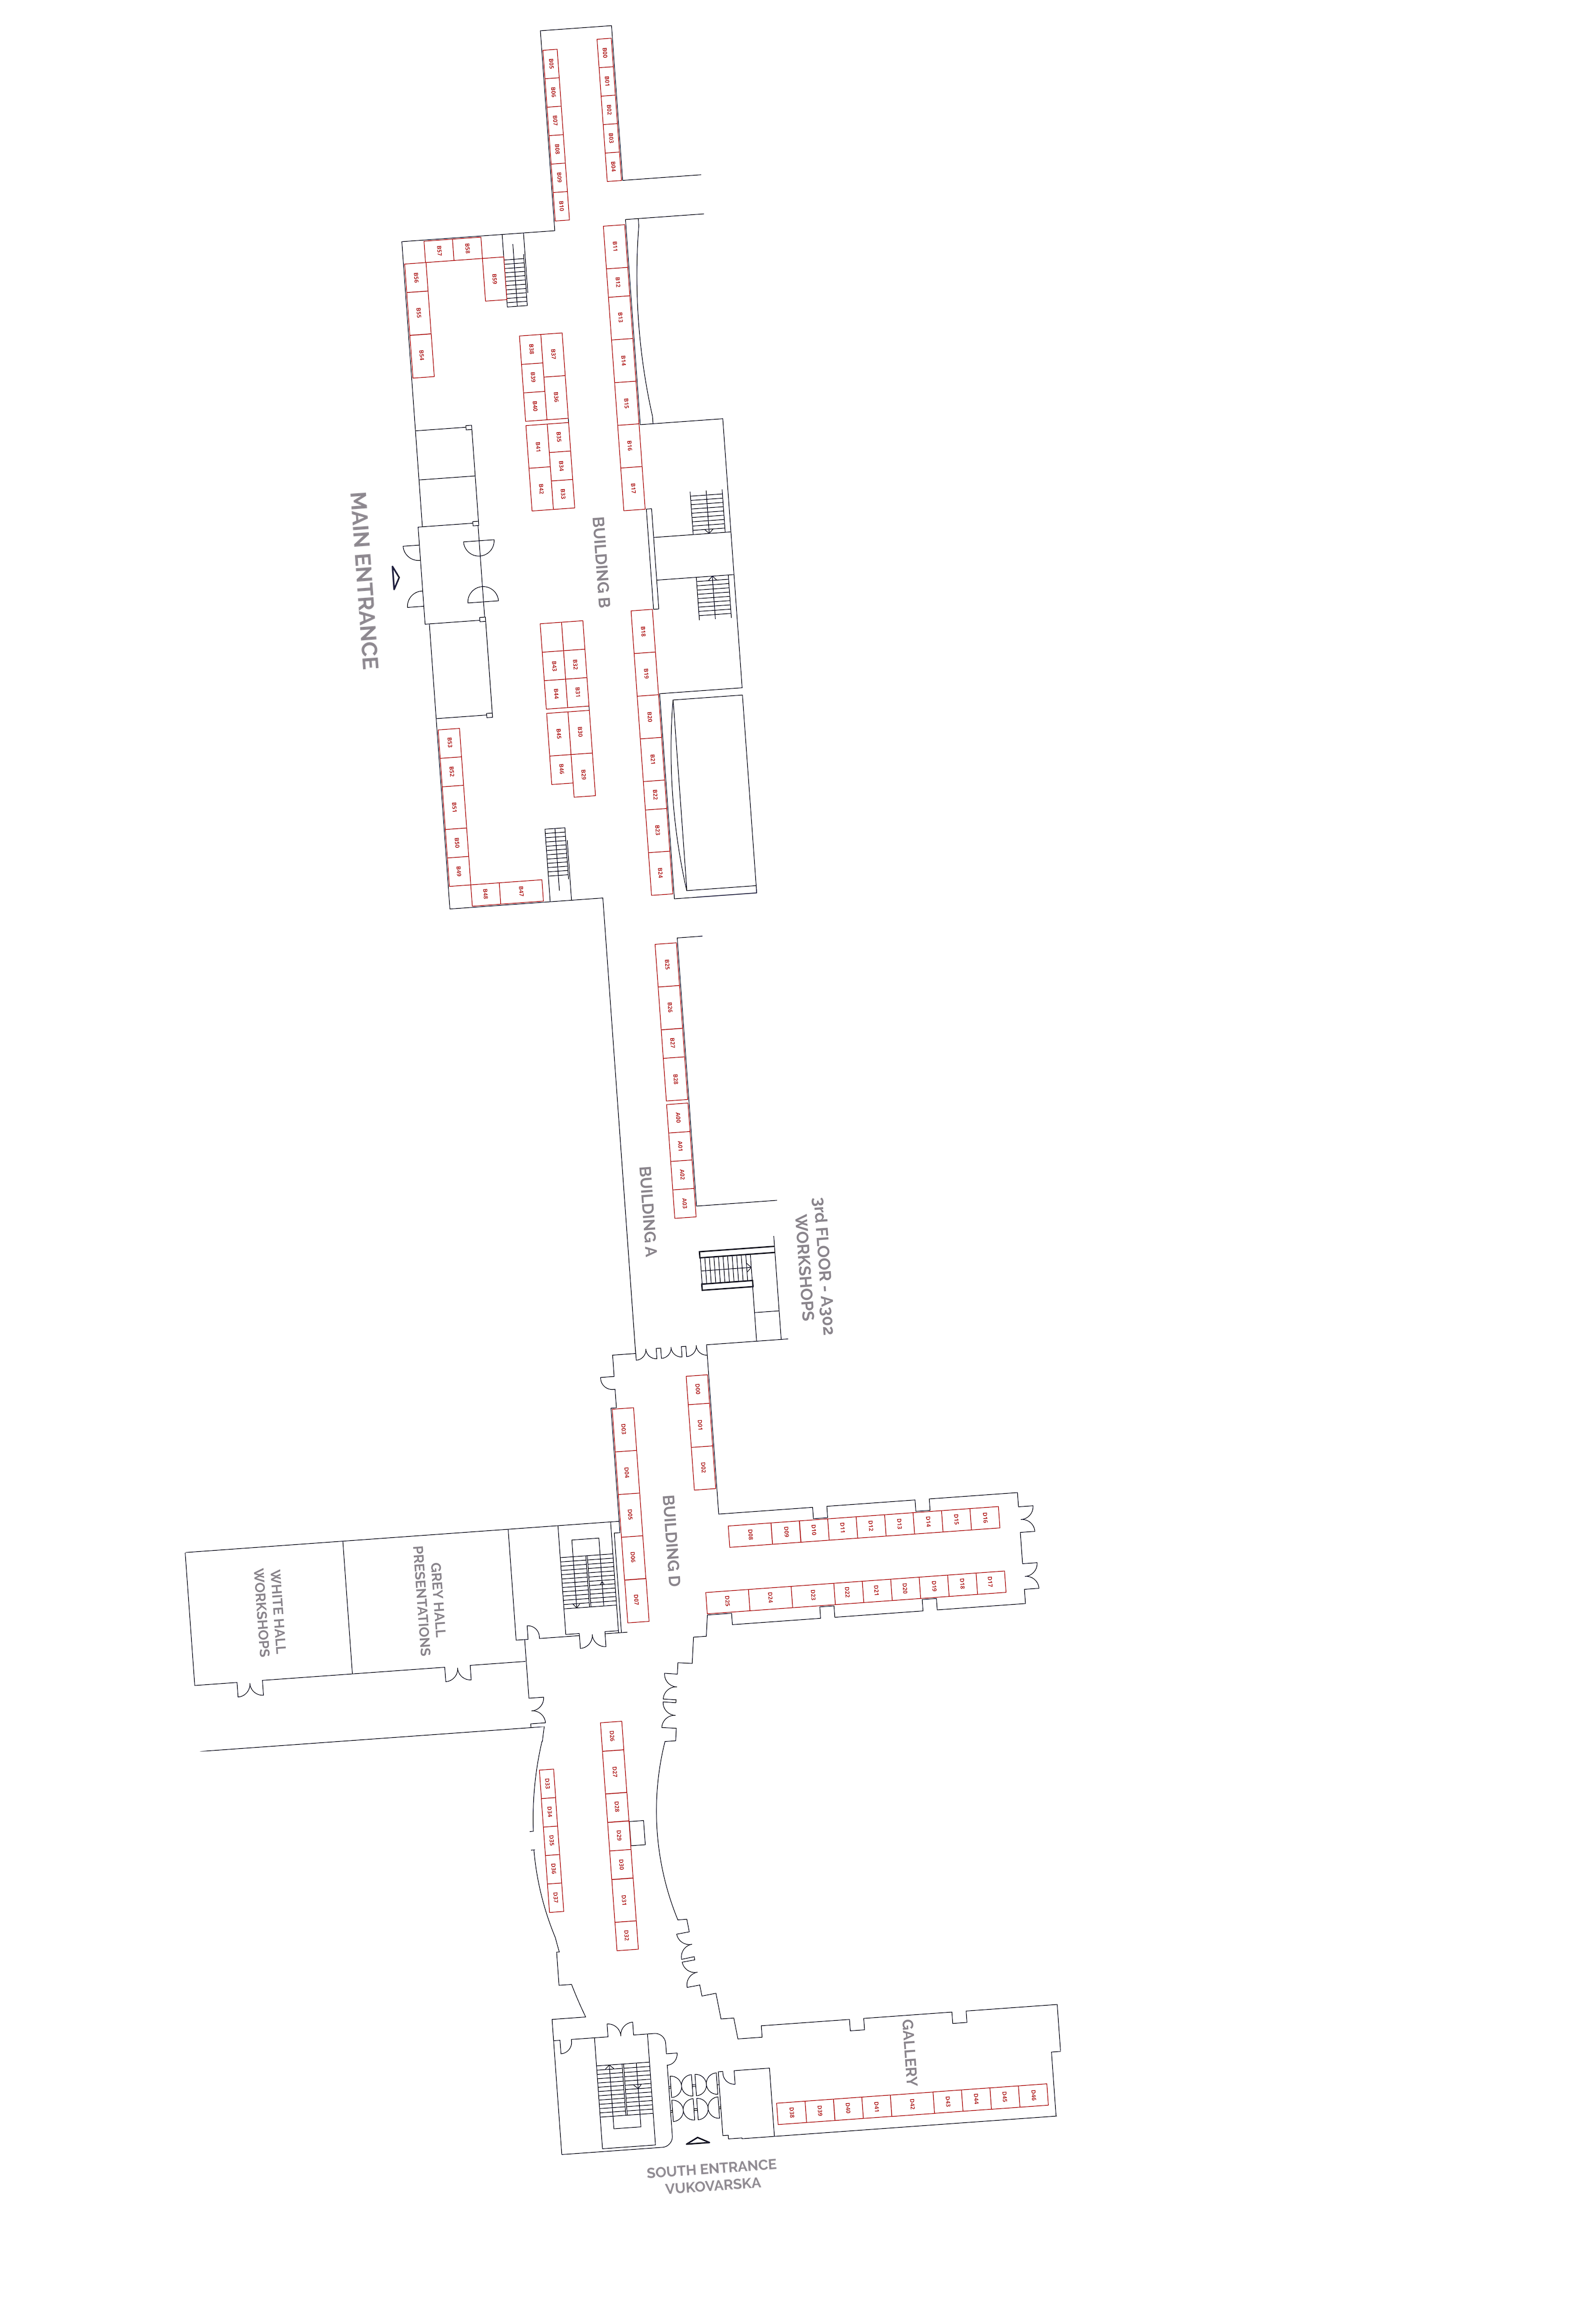 B00
B01
B02
B03
B04
B05
B06
B07
B08
B09
B10
B11
B12
B13
B14
B15
B16
B17
B57
B58
B59
B56
B55
B54
B38
B37
B39
B36
B40
B35
B41
B34
B42
B33
MAIN ENTRANCE
BUILDING B
B18
B19
B20
B21
B22
B23
B24
B43
B32
B44
B31
B45
B30
B46
B29
B53
B52
B51
B50
B49
B48
B47
B25
B26
B27
B28
A00
A01
A02
A03
BUILDING A
3rd FLOOR - A302
WORKSHOPS
D00
D01
D02
D03
D04
D05
D06
D07
BUILDING D
D08
D09
D10
D11
D12
D13
D14
D15
D16
D25
D24
D23
D22
D21
D20
D19
D18
D17
WHITE HALL
WORKSHOPS
GREY HALL
PRESENTATIONS
D26
D27
D28
D29
D30
D31
D32
D33
D34
D35
D36
D37
GALLERY
D38
D39
D40
D41
D42
D43
D44
D45
D46
SOUTH ENTRANCE
VUKOVARSKA